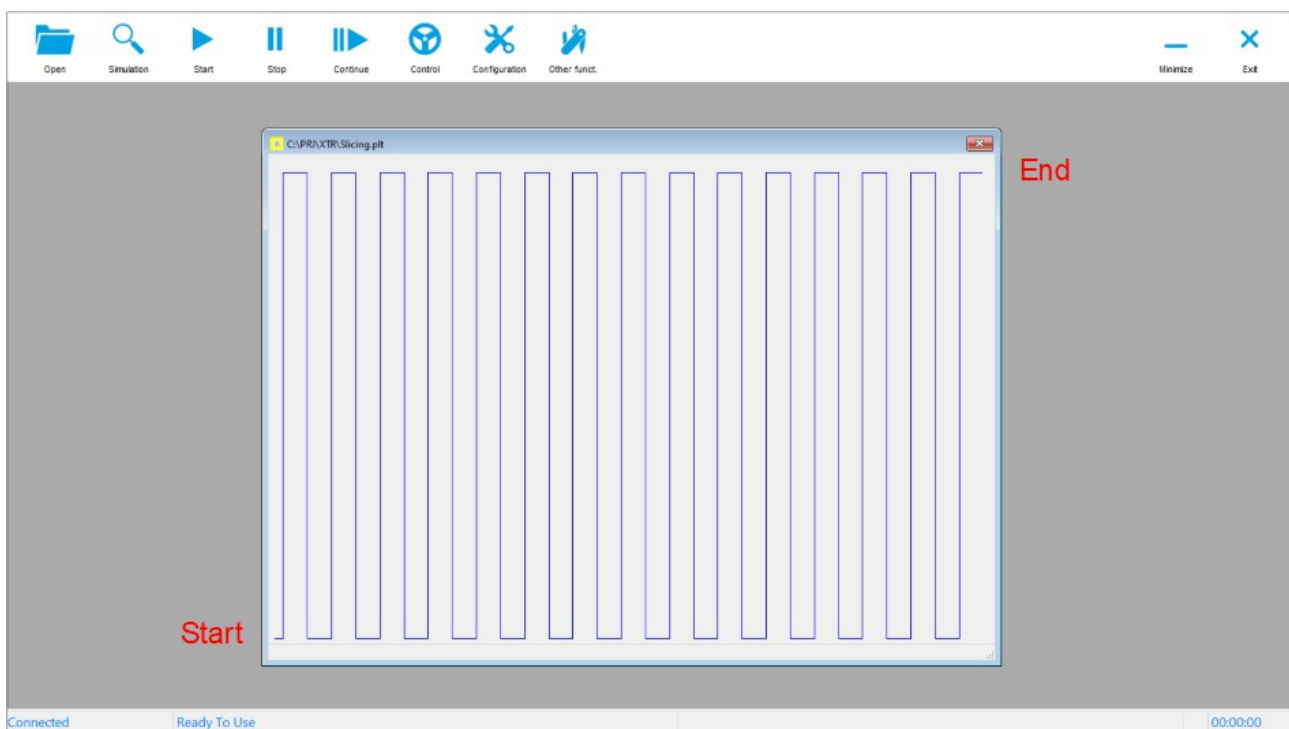 Open Simulation Start Stop Continue Control Configuration Other funct. Minimize Exit
C:\PRJ\XTR\Slicing.plt
End
Start
Connected Ready To Use 00:00:00